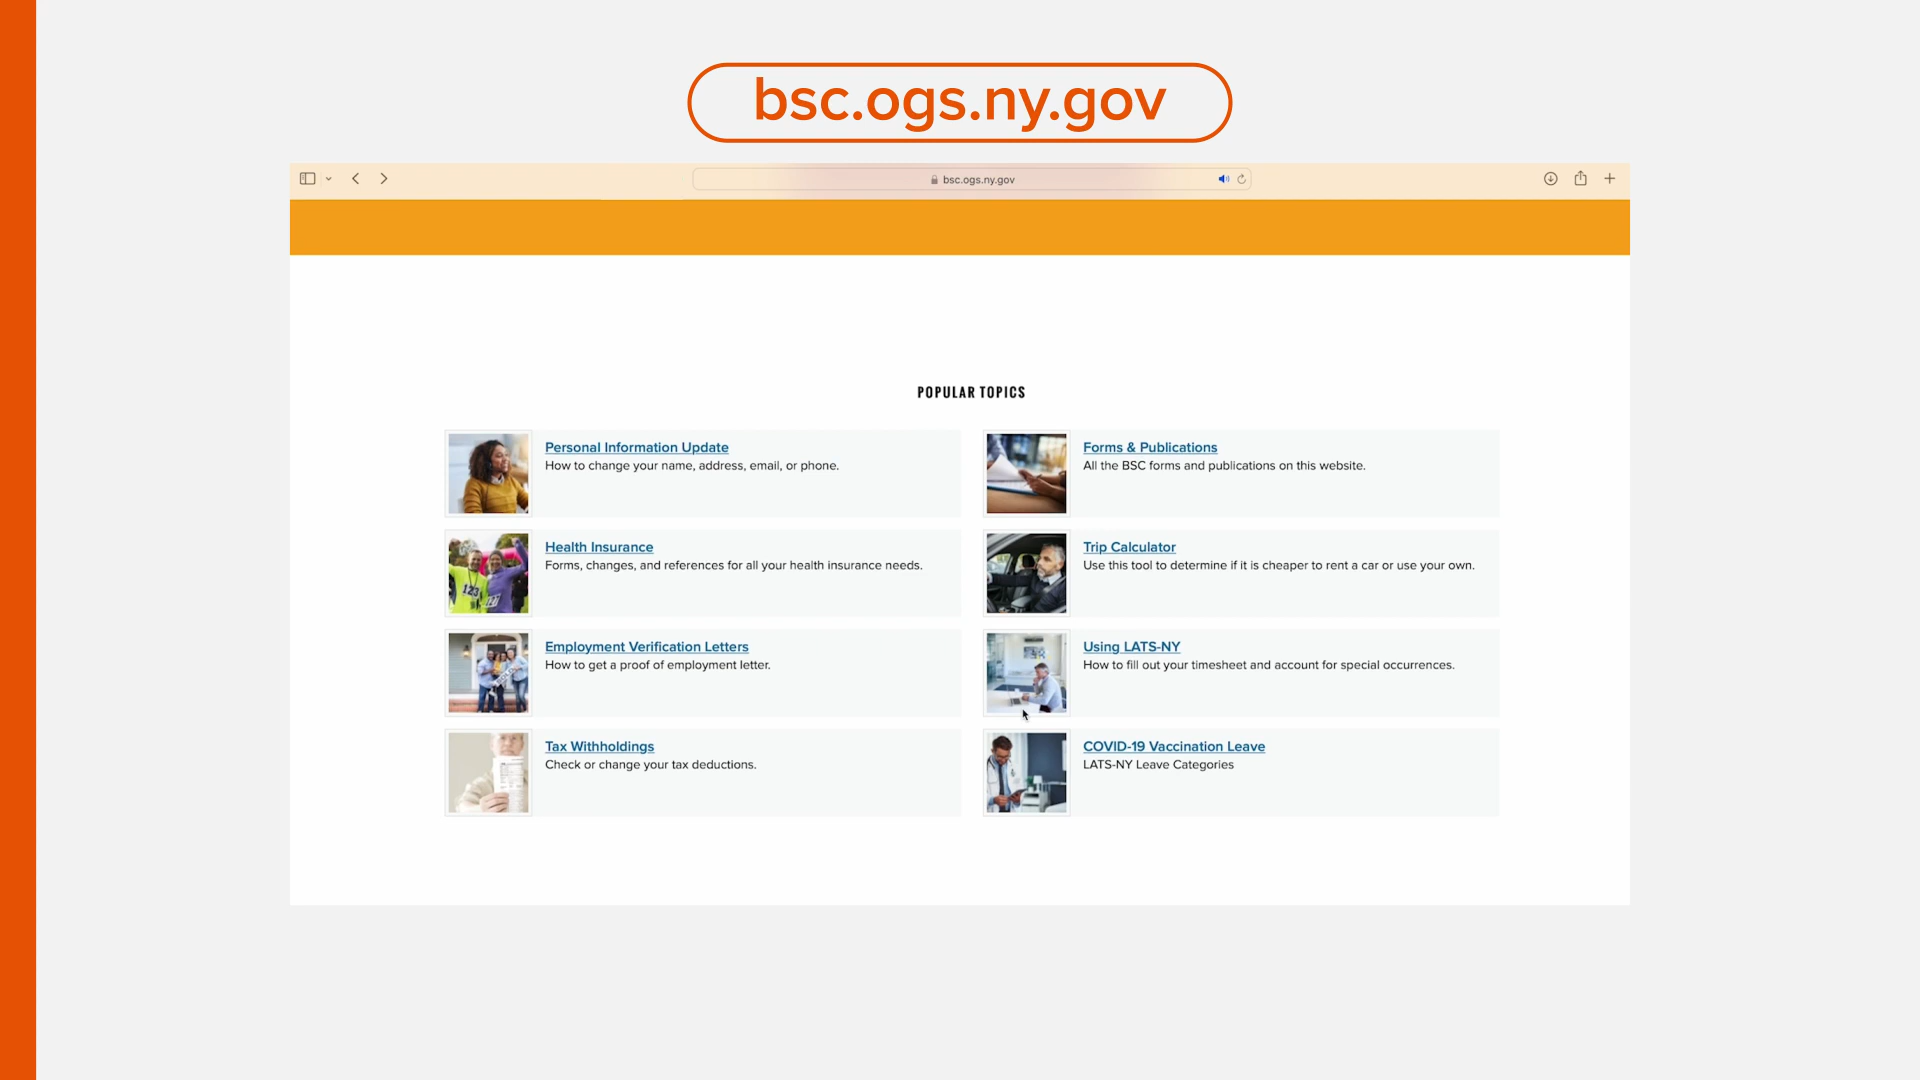 bsc.ogs.ny.gov
bsc.ogs.ny.gov
POPULAR TOPICS
Personal Information Update
How to change your name, address, email, or phone.
Forms & Publications
All the BSC forms and publications on this website.
Health Insurance
Forms, changes, and references for all your health insurance needs.
Trip Calculator
Use this tool to determine if it is cheaper to rent a car or use your own.
Employment Verification Letters
How to get a proof of employment letter.
Using LATS-NY
How to fill out your timesheet and account for special occurrences.
Tax Withholdings
Check or change your tax deductions.
COVID-19 Vaccination Leave
LATS-NY Leave Categories